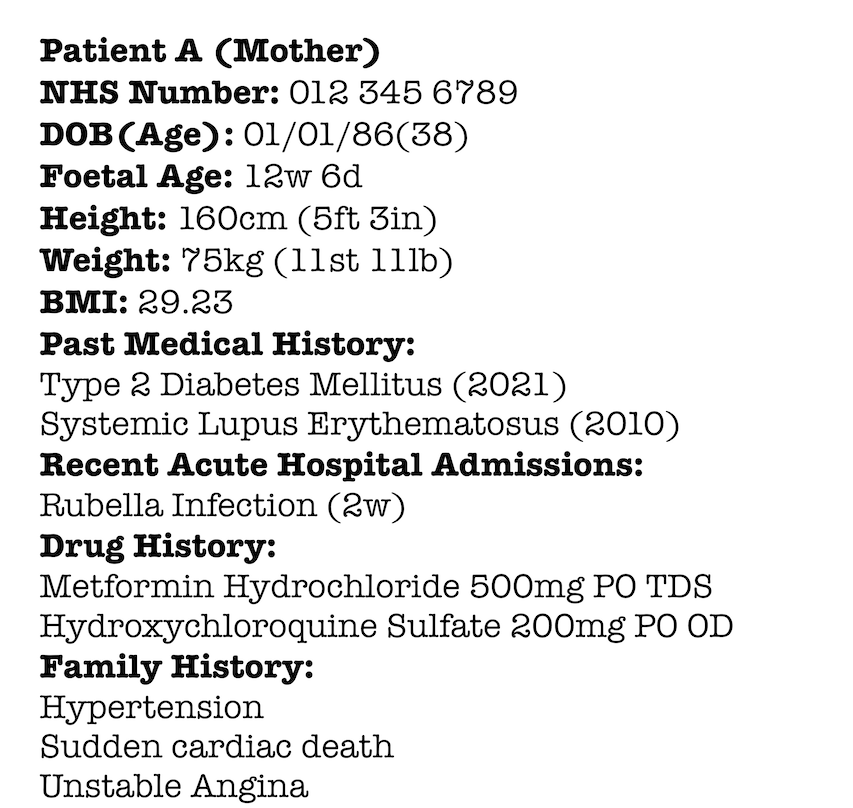 Patient A (Mother)
NHS Number: 012 345 6789
DOB(Age): 01/01/86(38)
Foetal Age: 12w 6d
Height: 160cm (5ft 3in)
Weight: 75kg (11st 11lb)
BMI: 29.23
Past Medical History:
Type 2 Diabetes Mellitus (2021)
Systemic Lupus Erythematosus (2010)
Recent Acute Hospital Admissions:
Rubella Infection (2w)
Drug History:
Metformin Hydrochloride 500mg PO TDS
Hydroxychloroquine Sulfate 200mg PO OD
Family History:
Hypertension
Sudden cardiac death
Unstable Angina